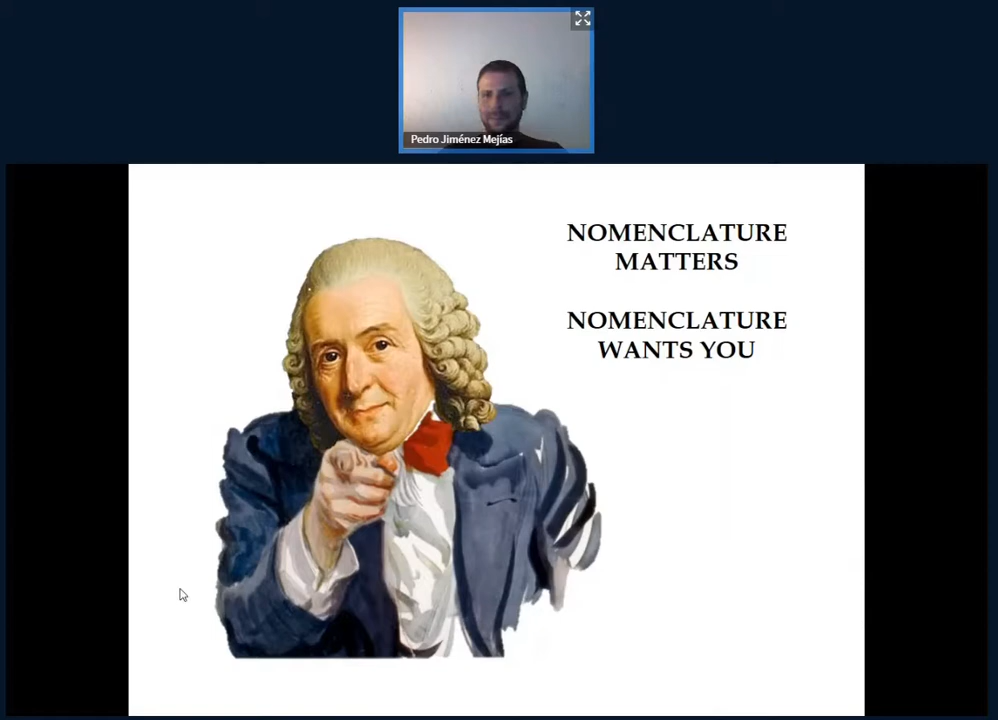 Pedro Jiménez Mejías
NOMENCLATURE
MATTERS
NOMENCLATURE
WANTS YOU